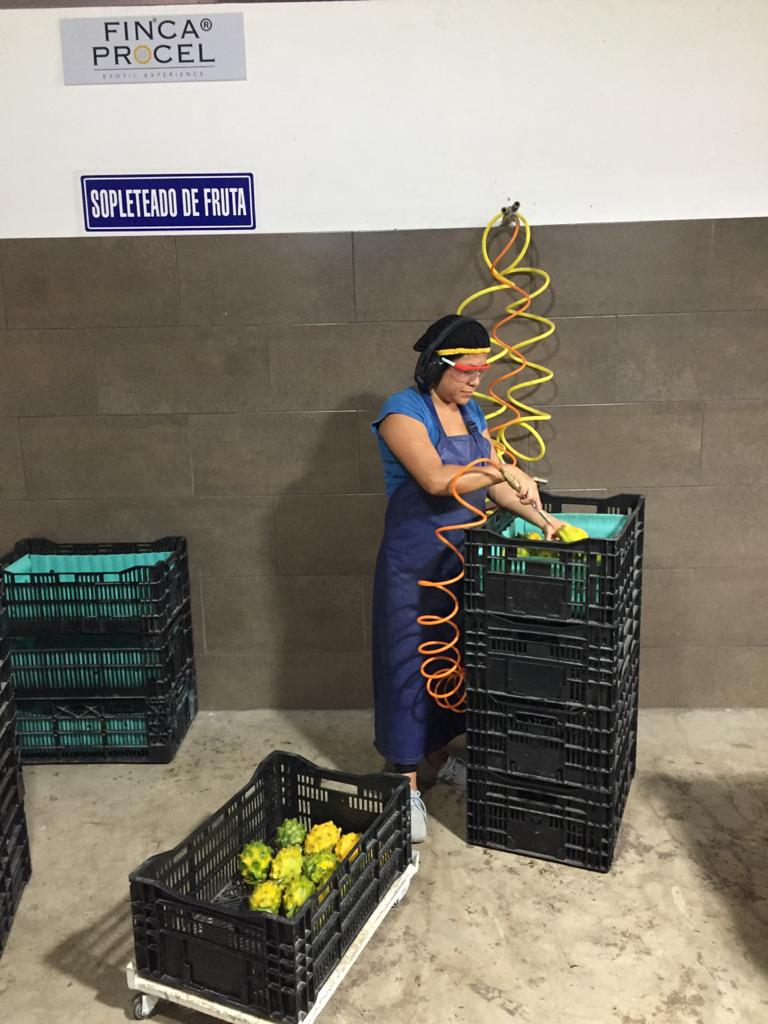 FINCA®
PROCEL
EXOTIC EXPERIENCE
SOPLETEADO DE FRUTA